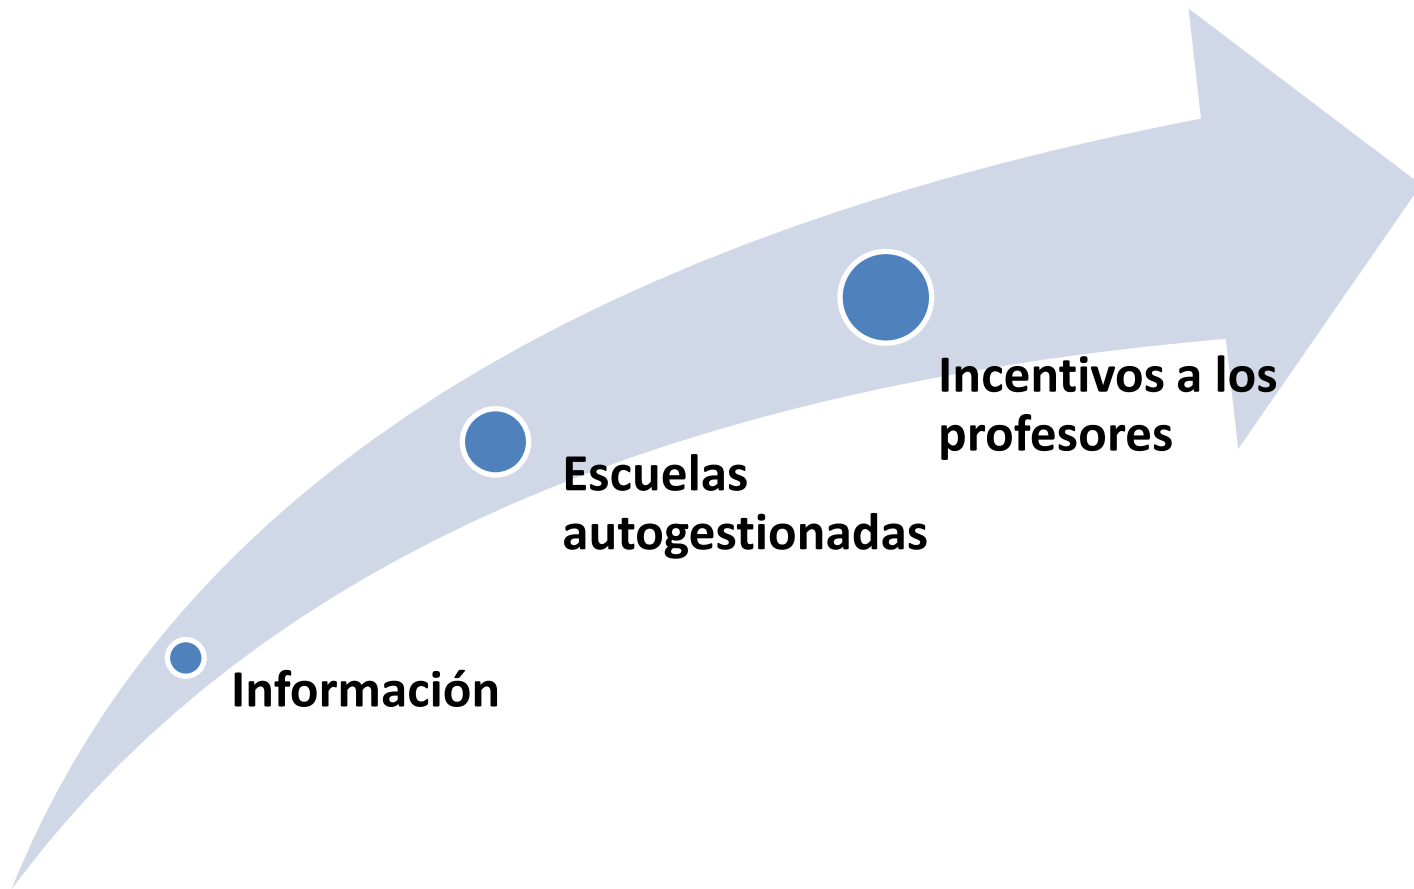 Incentivos a los
profesores
Escuelas
autogestionadas
Información